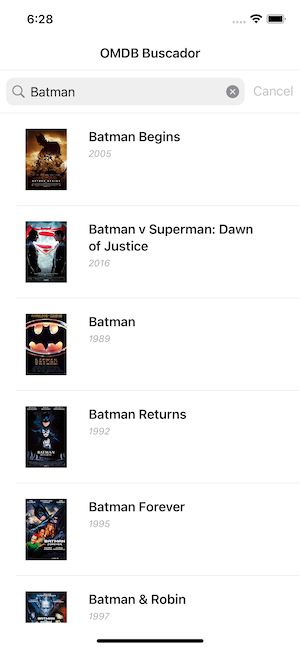 6:28
OMDB Buscador
Batman
Cancel
Batman Begins
2005
Batman v Superman: Dawn
of Justice
2016
Batman
1989
BATMAN
Batman Returns
1992
Batman Forever
1995
Batman & Robin
1997